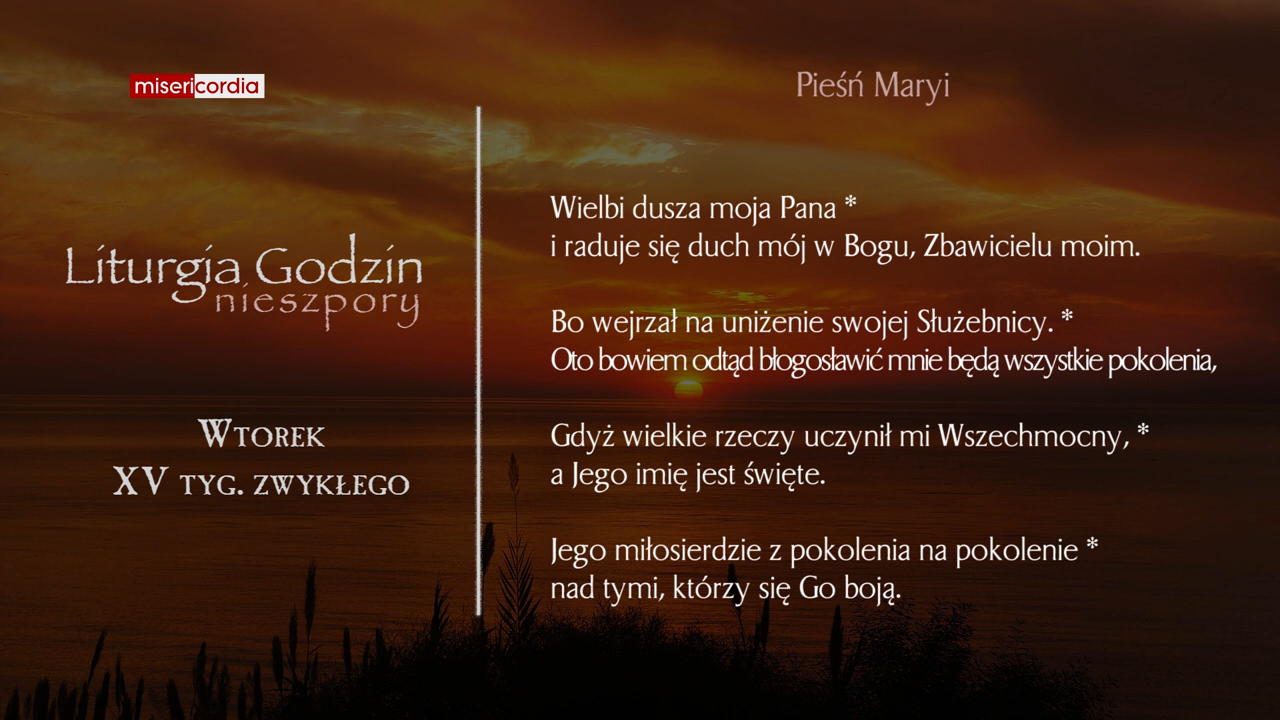 misericordia
Liturgia Godzin
nieszpory
Wtorek
XV tyg. zwykłego
Pieśń Maryi
Wielbi dusza moja Pana *
i raduje się duch mój w Bogu, Zbawicielu moim.
Bo wejrzał na uniżenie swojej Służebnicy. *
Oto bowiem odtąd błogosławić mnie będą wszystkie pokolenia,
Gdyż wielkie rzeczy uczynił mi Wszechmocny, *
a Jego imię jest święte.
Jego miłosierdzie z pokolenia na pokolenie *
nad tymi, którzy się Go boją.